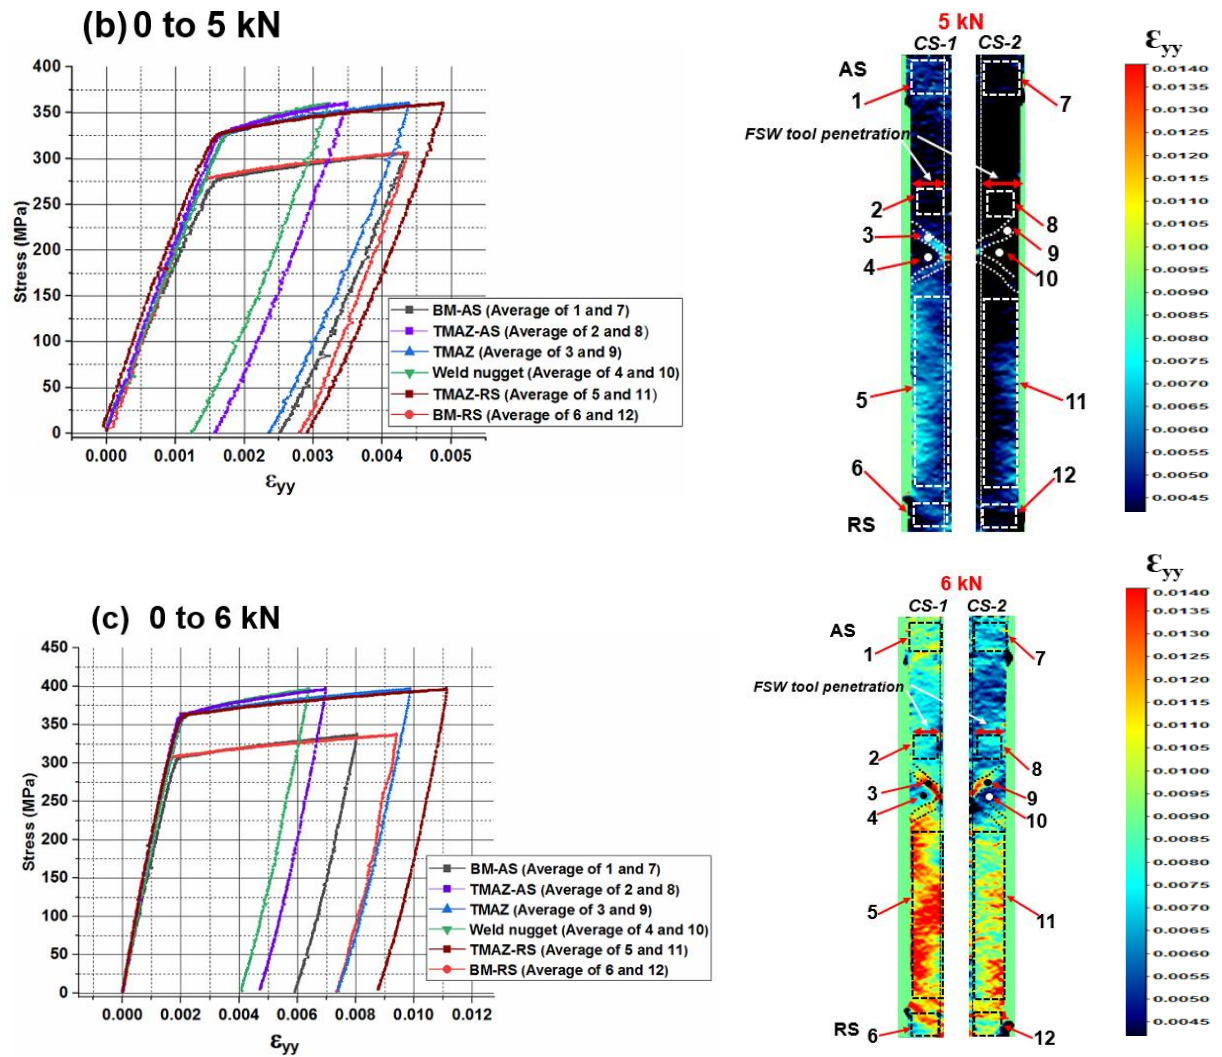 (b) 0 to 5 kN
400
350
300
250
200
150
100
50
0
Stress (MPa)
0.000 0.001 0.002 0.003 0.004 0.005
εyy
BM-AS (Average of 1 and 7)
TMAZ-AS (Average of 2 and 8)
TMAZ (Average of 3 and 9)
Weld nugget (Average of 4 and 10)
TMAZ-RS (Average of 5 and 11)
BM-RS (Average of 6 and 12)
5 kN
CS-1 CS-2
AS
1
7
FSW tool penetration
2
8
3
9
4
10
5
11
6
12
RS
εyy
0.0140
0.0135
0.0130
0.0125
0.0120
0.0115
0.0110
0.0105
0.0100
0.0095
0.0090
0.0085
0.0080
0.0075
0.0070
0.0065
0.0060
0.0055
0.0050
0.0045
(c) 0 to 6 kN
450
400
350
300
250
200
150
100
50
0
Stress (MPa)
0.000 0.002 0.004 0.006 0.008 0.010 0.012
εyy
BM-AS (Average of 1 and 7)
TMAZ-AS (Average of 2 and 8)
TMAZ (Average of 3 and 9)
Weld nugget (Average of 4 and 10)
TMAZ-RS (Average of 5 and 11)
BM-RS (Average of 6 and 12)
6 kN
CS-1 CS-2
AS
1
7
FSW tool penetration
2
8
3
9
4
10
5
11
RS
6
12
εyy
0.0140
0.0135
0.0130
0.0125
0.0120
0.0115
0.0110
0.0105
0.0100
0.0095
0.0090
0.0085
0.0080
0.0075
0.0070
0.0065
0.0060
0.0055
0.0050
0.0045